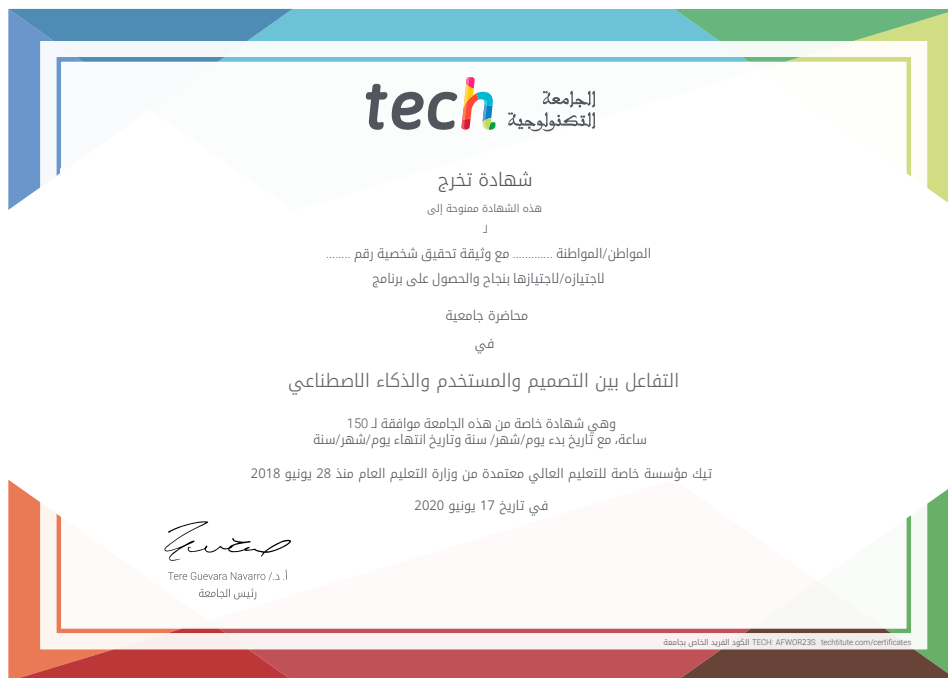 tech
الجامعة
التكنولوجية
شهادة تخرج
هذه الشهادة ممنوحة إلى
لـ
المواطن/المواطنة ............ مع وثيقة تحقيق شخصية رقم ........
لاجتيازه/لاجتيازها بنجاح والحصول على برنامج
محاضرة جامعية
في
التفاعل بين التصميم والمستخدم والذكاء الاصطناعي
وهي شهادة خاصة من هذه الجامعة موافقة لـ 150
ساعة، مع تاريخ بدء يوم/شهر/ سنة وتاريخ انتهاء يوم/شهر/سنة
تيك مؤسسة خاصة للتعليم العالي معتمدة من وزارة التعليم العام منذ 28 يونيو 2018
في تاريخ 17 يونيو 2020
أ.د./ Tere Guevara Navarro
رئيس الجامعة
الكود الفريد الخاص بجامعة TECH: AFWOR23S techtitute.com/certificates